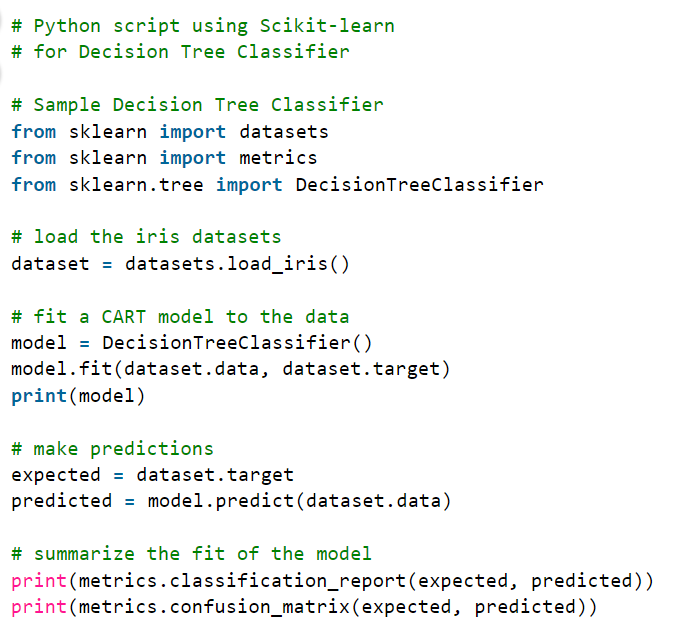 # Python script using Scikit-learn
# for Decision Tree Classifier
# Sample Decision Tree Classifier
from sklearn import datasets
from sklearn import metrics
from sklearn.tree import DecisionTreeClassifier
# load the iris datasets
dataset = datasets.load_iris()
# fit a CART model to the data
model = DecisionTreeClassifier()
model.fit(dataset.data, dataset.target)
print(model)
# make predictions
expected = dataset.target
predicted = model.predict(dataset.data)
# summarize the fit of the model
print(metrics.classification_report(expected, predicted))
print(metrics.confusion_matrix(expected, predicted))